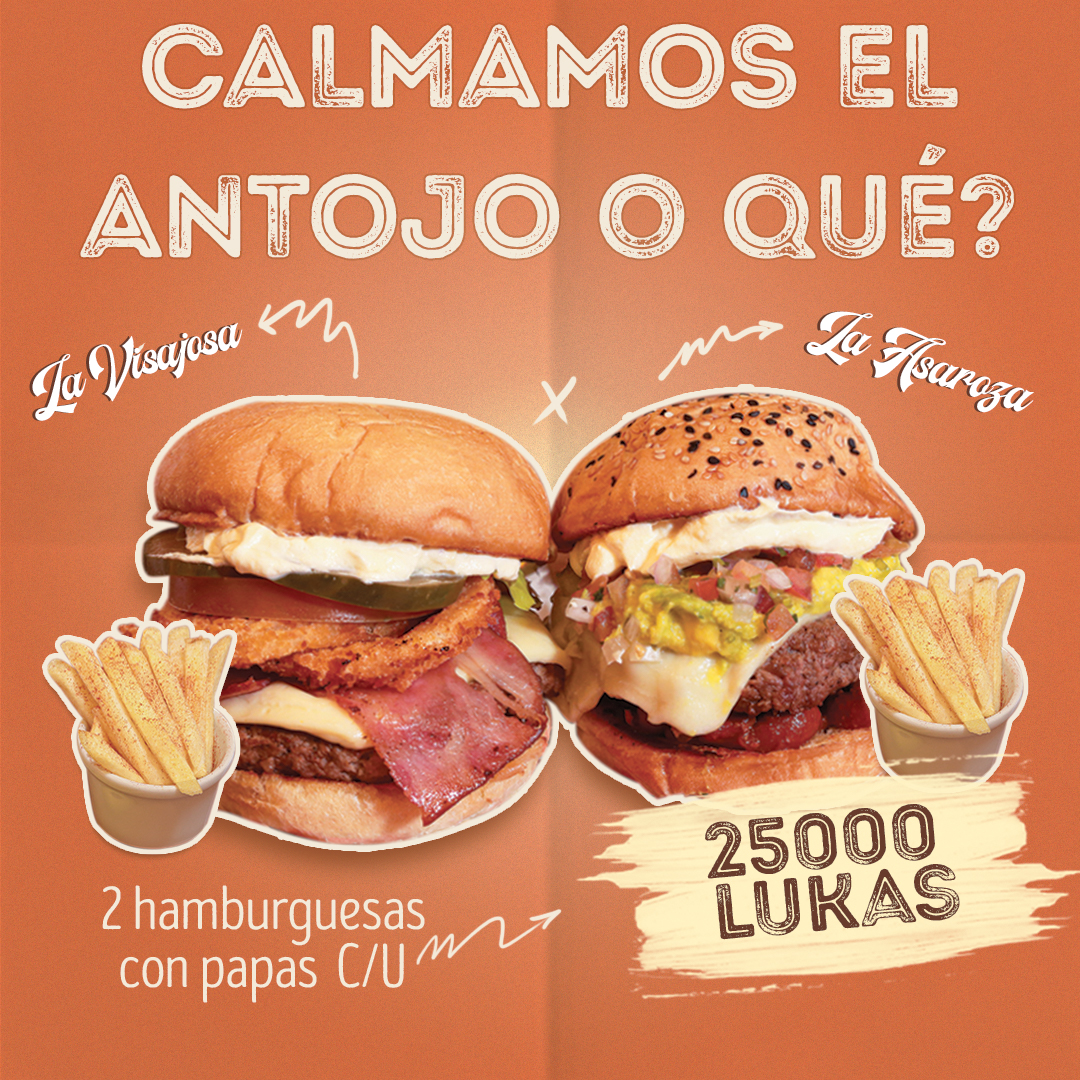 CALMAMOS EL
ANTOJO O QUÉ?
La Visajosa
La Asaroza
X
25000
LUKAS
2 hamburguesas
con papas C/U